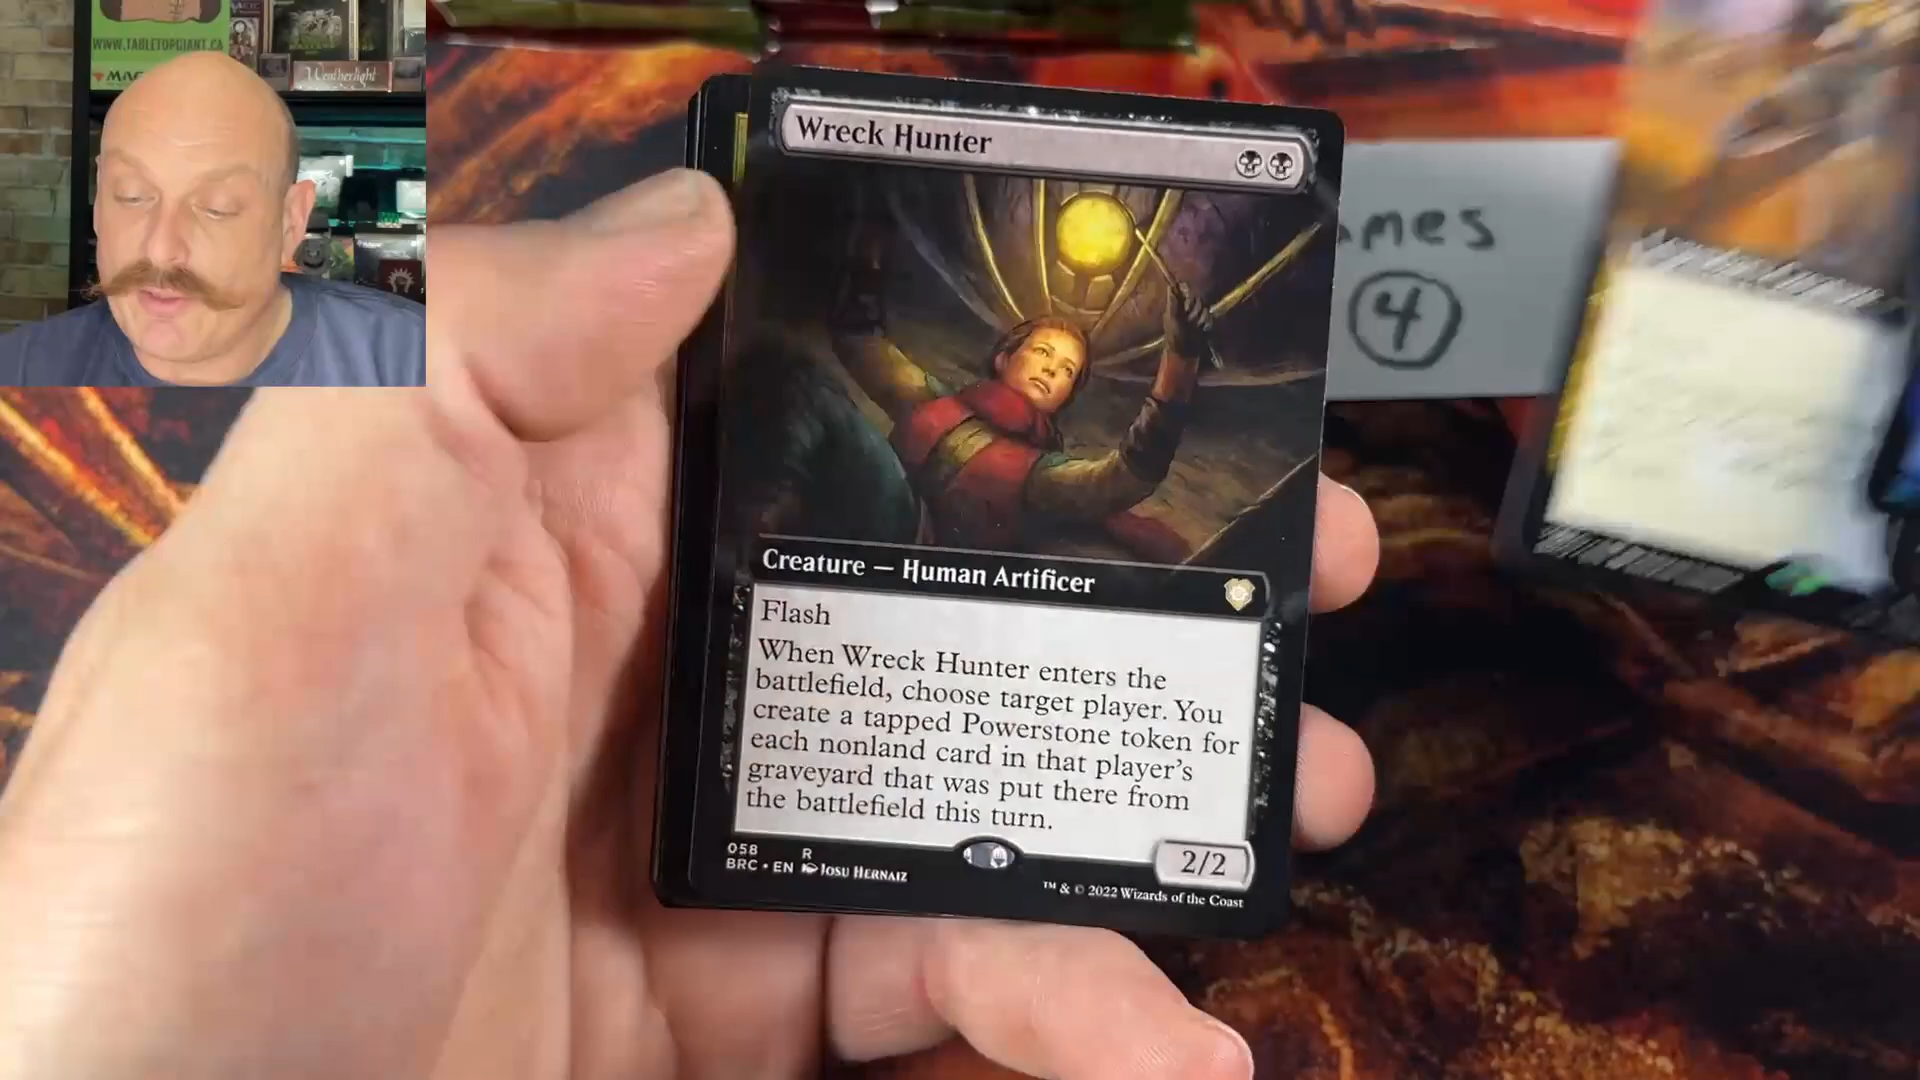 WWW.TABLETOPGIANT.CA
Weatherlight
Wreck Hunter
mes
4
Creature — Human Artificer
Flash
When Wreck Hunter enters the
battlefield, choose target player. You
create a tapped Powerstone token for
each nonland card in that player's
graveyard that was put there from
the battlefield this turn.
2/2
058 R
BRC • EN Josu Hernaiz
™ & © 2022 Wizards of the Coast